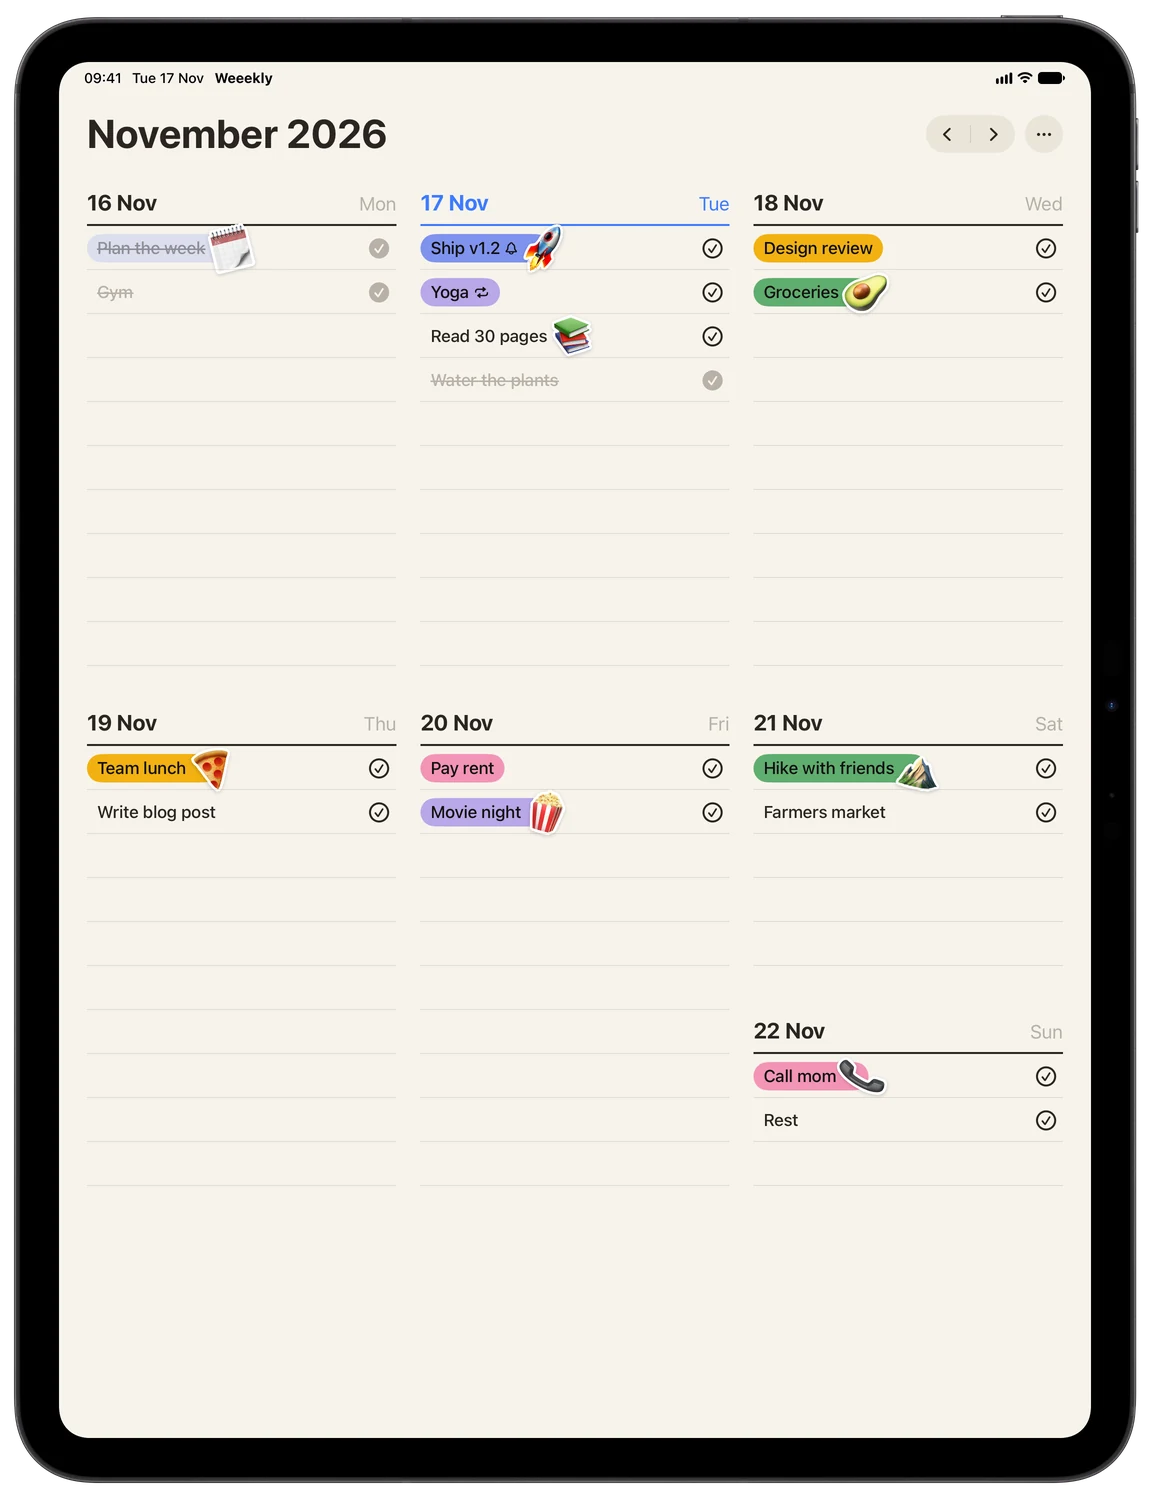 09:41 Tue 17 Nov Weeekly
November 2026
16 Nov Mon
Plan the week
Gym
17 Nov Tue
Ship v1.2
Yoga
Read 30 pages
Water the plants
18 Nov Wed
Design review
Groceries
19 Nov Thu
Team lunch
Write blog post
20 Nov Fri
Pay rent
Movie night
21 Nov Sat
Hike with friends
Farmers market
22 Nov Sun
Call mom
Rest